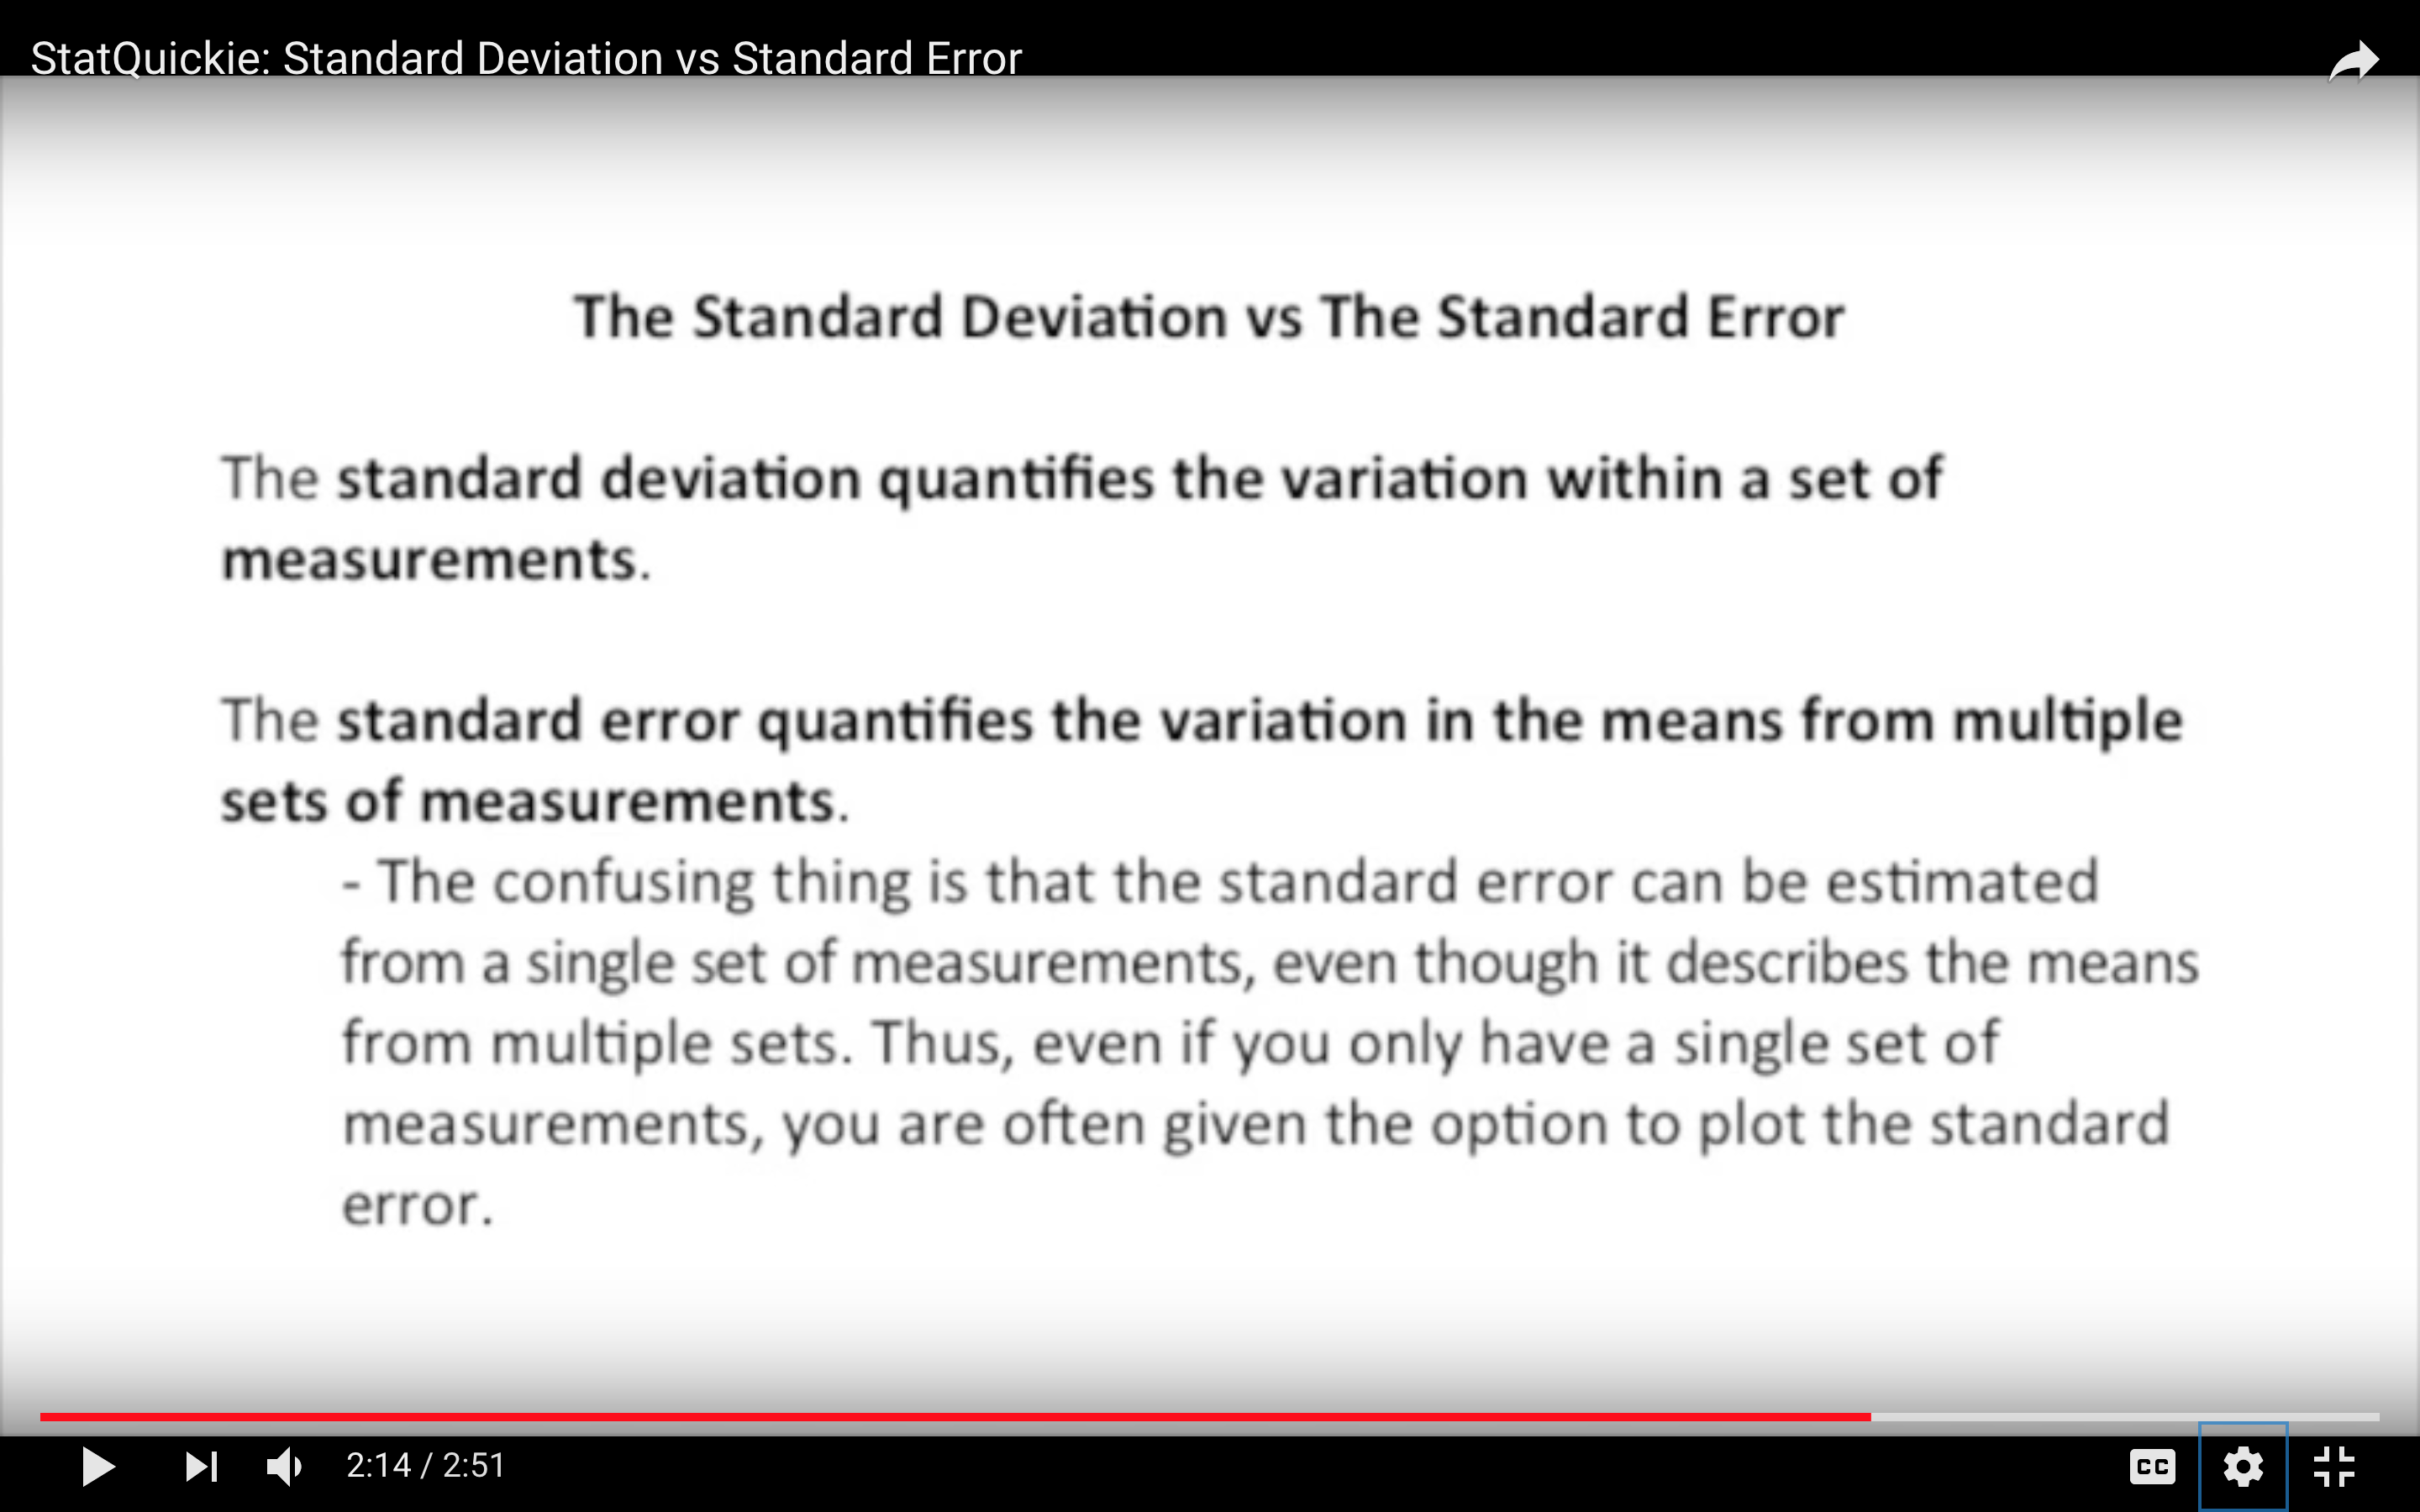 StatQuickie: Standard Deviation vs Standard Error
The Standard Deviation vs The Standard Error
The standard deviation quantifies the variation within a set of
measurements.
The standard error quantifies the variation in the means from multiple
sets of measurements.
- The confusing thing is that the standard error can be estimated
from a single set of measurements, even though it describes the means
from multiple sets. Thus, even if you only have a single set of
measurements, you are often given the option to plot the standard
error.
2:14 / 2:51
CC